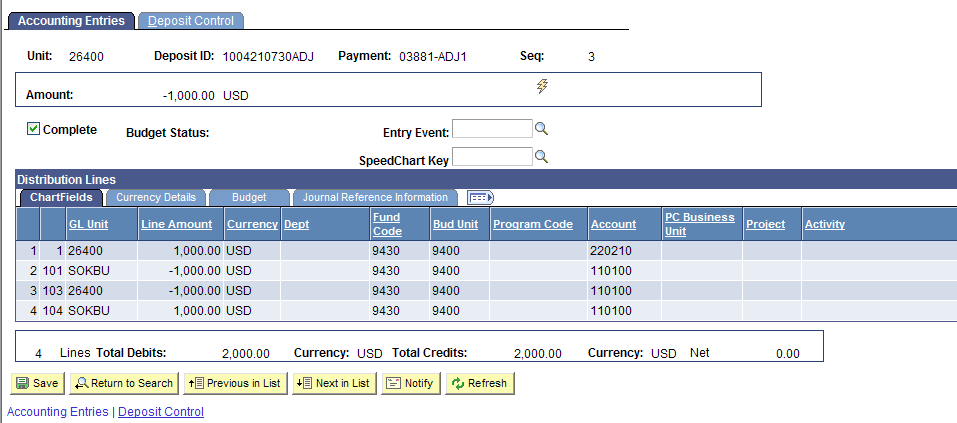 Accounting Entries Deposit Control
Unit: 26400 Deposit ID: 1004210730ADJ Payment: 03881-ADJ1 Seq: 3
Amount: -1,000.00 USD
Complete Budget Status: Entry Event:
SpeedChart Key
Distribution Lines
ChartFields Currency Details Budget Journal Reference Information
GL Unit Line Amount Currency Dept Fund Code Bud Unit Program Code Account PC Business Unit Project Activity
1 1 26400 1,000.00 USD 9430 9400 220210
2 101 SOKBU -1,000.00 USD 9430 9400 110100
3 103 26400 -1,000.00 USD 9430 9400 110100
4 104 SOKBU 1,000.00 USD 9430 9400 110100
4 Lines Total Debits: 2,000.00 Currency: USD Total Credits: 2,000.00 Currency: USD Net 0.00
Save Return to Search Previous in List Next in List Notify Refresh
Accounting Entries | Deposit Control